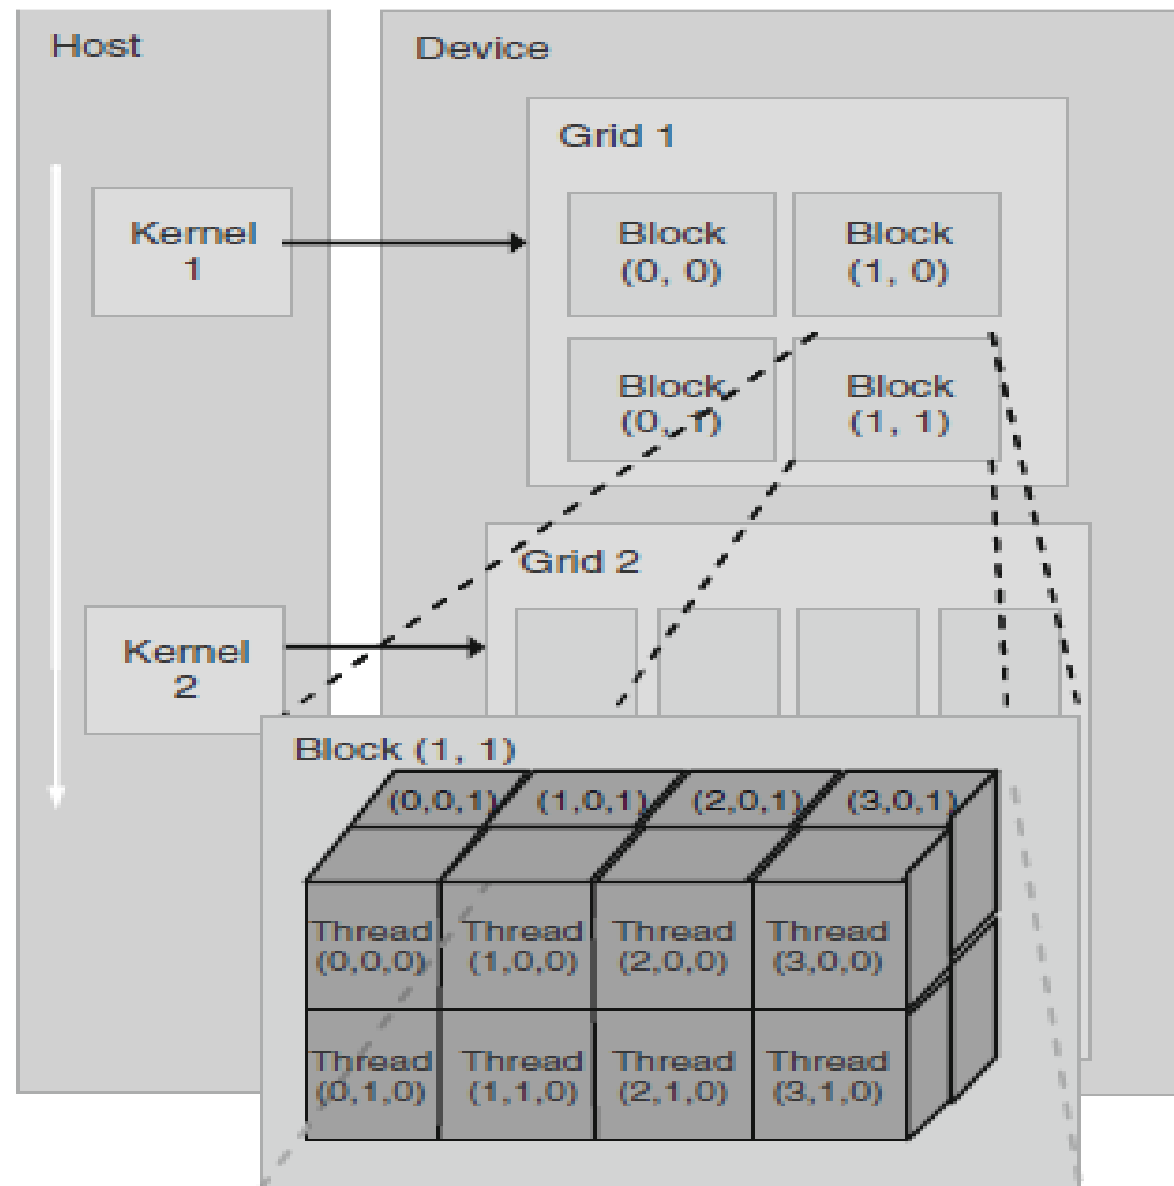 Host
Device
Grid 1
Kernel
1
Block
(0, 0)
Block
(1, 0)
Block
(0, 1)
Block
(1, 1)
Grid 2
Kernel
2
Block (1, 1)
(0,0,1)
(1,0,1)
(2,0,1)
(3,0,1)
Thread
(0,0,0)
Thread
(1,0,0)
Thread
(2,0,0)
Thread
(3,0,0)
Thread
(0,1,0)
Thread
(1,1,0)
Thread
(2,1,0)
Thread
(3,1,0)